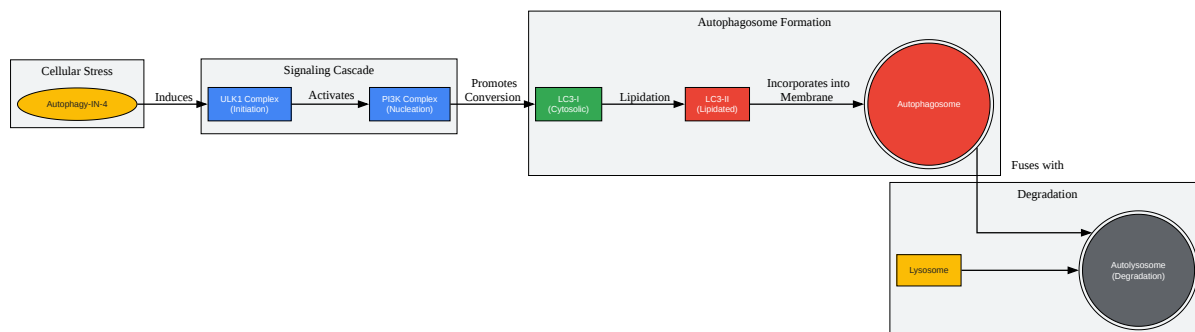 Autophagosome Formation
Cellular Stress
Autophagy-IN-4
Induces
Signaling Cascade
ULK1 Complex
(Initiation)
Activates
PI3K Complex
(Nucleation)
Promotes
Conversion
LC3-I
(Cytosolic)
Lipidation
LC3-II
(Lipidated)
Incorporates into
Membrane
Autophagosome
Fuses with
Degradation
Lysosome
Autolysosome
(Degradation)